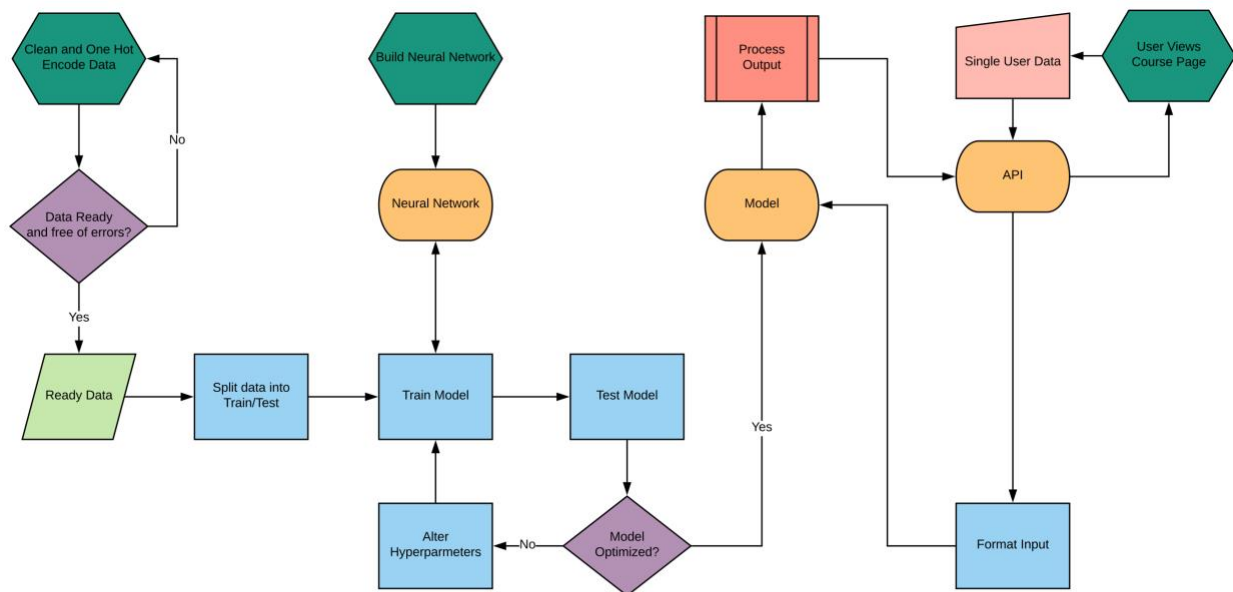 Clean and One Hot
Encode Data
No
Data Ready
and free of errors?
Yes
Ready Data
Split data into
Train/Test
Build Neural Network
Neural Network
Train Model
Test Model
Alter
Hyperparmeters
No
Model
Optimized?
Yes
Process
Output
Model
Single User Data
User Views
Course Page
API
Format Input